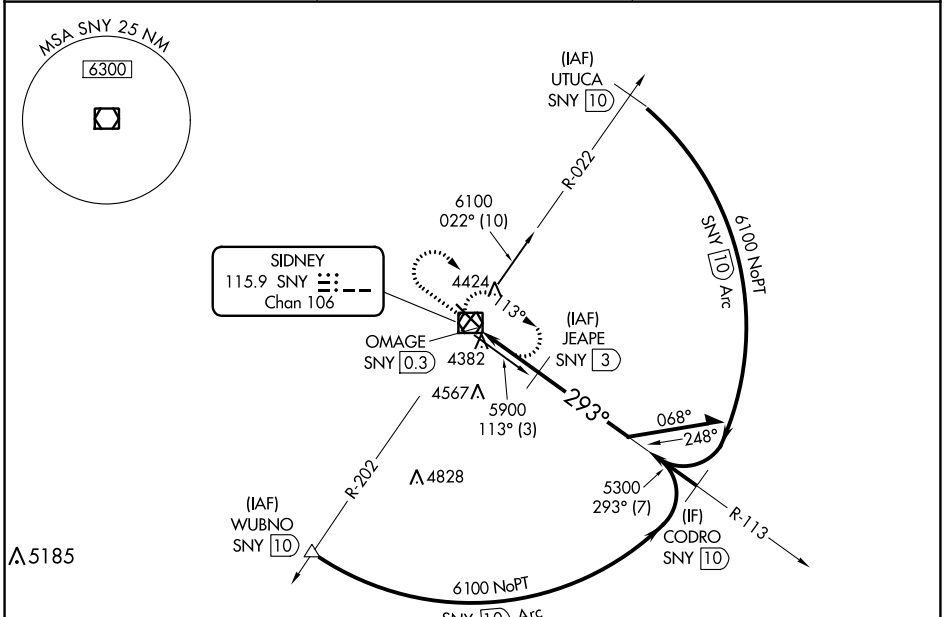 MSA SNY 25 NM
6300
(IAF)
UTUCA
SNY 10
R-022
6100
022° (10)
6100 NoPT
SNY 10 Arc
SIDNEY
115.9 SNY
Chan 106
4424
113°
(IAF)
JEAPE
SNY 3
OMAGE
SNY 0.3
4382
4567
5900
113° (3)
293°
068°
248°
R-202
4828
5300
293° (7)
(IF)
CODRO
SNY 10
R-113
(IAF)
WUBNO
SNY 10
5185
6100 NoPT
SNY 10 Arc